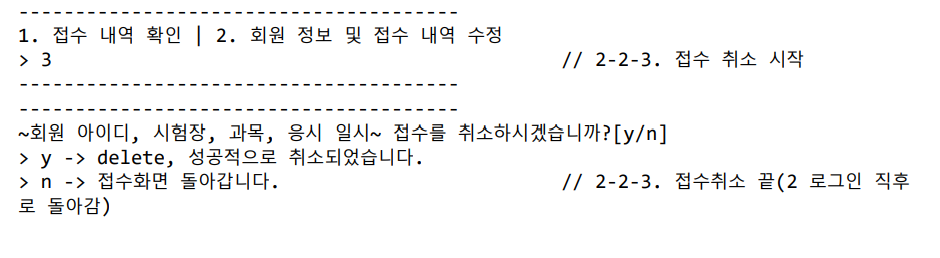 ---------------------------------------
1. 접수 내역 확인 | 2. 회원 정보 및 접수 내역 수정
> 3 // 2-2-3. 접수 취소 시작
---------------------------------------
---------------------------------------
~회원 아이디, 시험장, 과목, 응시 일시~ 접수를 취소하시겠습니까?[y/n]
> y -> delete, 성공적으로 취소되었습니다.
> n -> 접수화면 돌아갑니다. // 2-2-3. 접수취소 끝(2 로그인 직후
로 돌아감)